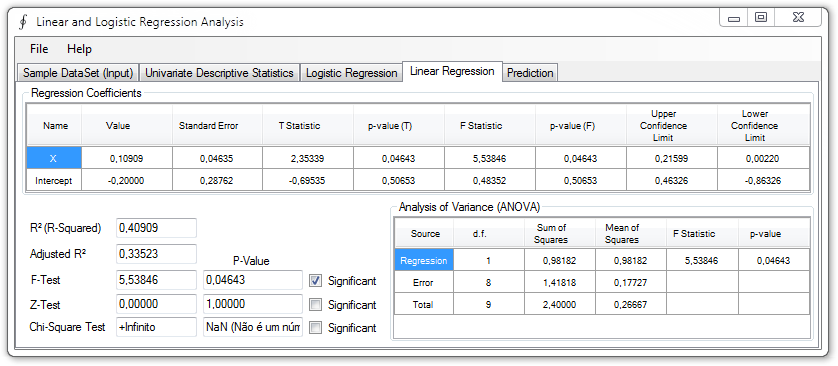 Linear and Logistic Regression Analysis
File Help
Sample DataSet (Input) Univariate Descriptive Statistics Logistic Regression Linear Regression Prediction
Regression Coefficients
Name Value Standard Error T Statistic p-value (T) F Statistic p-value (F) Upper Confidence Limit Lower Confidence Limit
X 0,10909 0,04635 2,35339 0,04643 5,53846 0,04643 0,21599 0,00220
Intercept -0,20000 0,28762 -0,69535 0,50653 0,48352 0,50653 0,46326 -0,86326
R² (R-Squared) 0,40909
Adjusted R² 0,33523
P-Value
F-Test 5,53846 0,04643 Significant
Z-Test 0,00000 1,00000 Significant
Chi-Square Test +Infinito NaN (Não é um núm Significant
Analysis of Variance (ANOVA)
Source d.f. Sum of Squares Mean of Squares F Statistic p-value
Regression 1 0,98182 0,98182 5,53846 0,04643
Error 8 1,41818 0,17727
Total 9 2,40000 0,26667